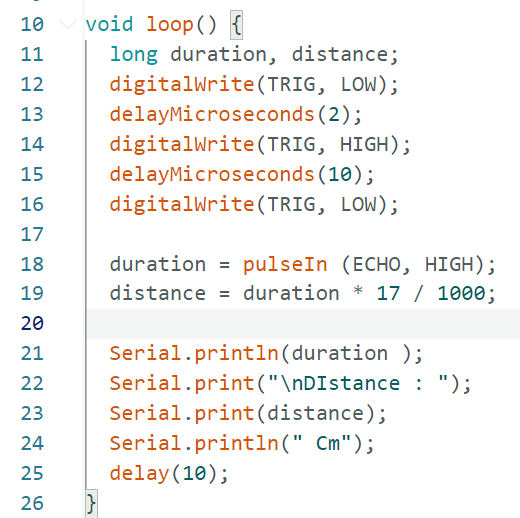 10 void loop() {
11 long duration, distance;
12 digitalWrite(TRIG, LOW);
13 delayMicroseconds(2);
14 digitalWrite(TRIG, HIGH);
15 delayMicroseconds(10);
16 digitalWrite(TRIG, LOW);
17
18 duration = pulseIn (ECHO, HIGH);
19 distance = duration * 17 / 1000;
20
21 Serial.println(duration );
22 Serial.print("\nDIstance : ");
23 Serial.print(distance);
24 Serial.println(" Cm");
25 delay(10);
26 }